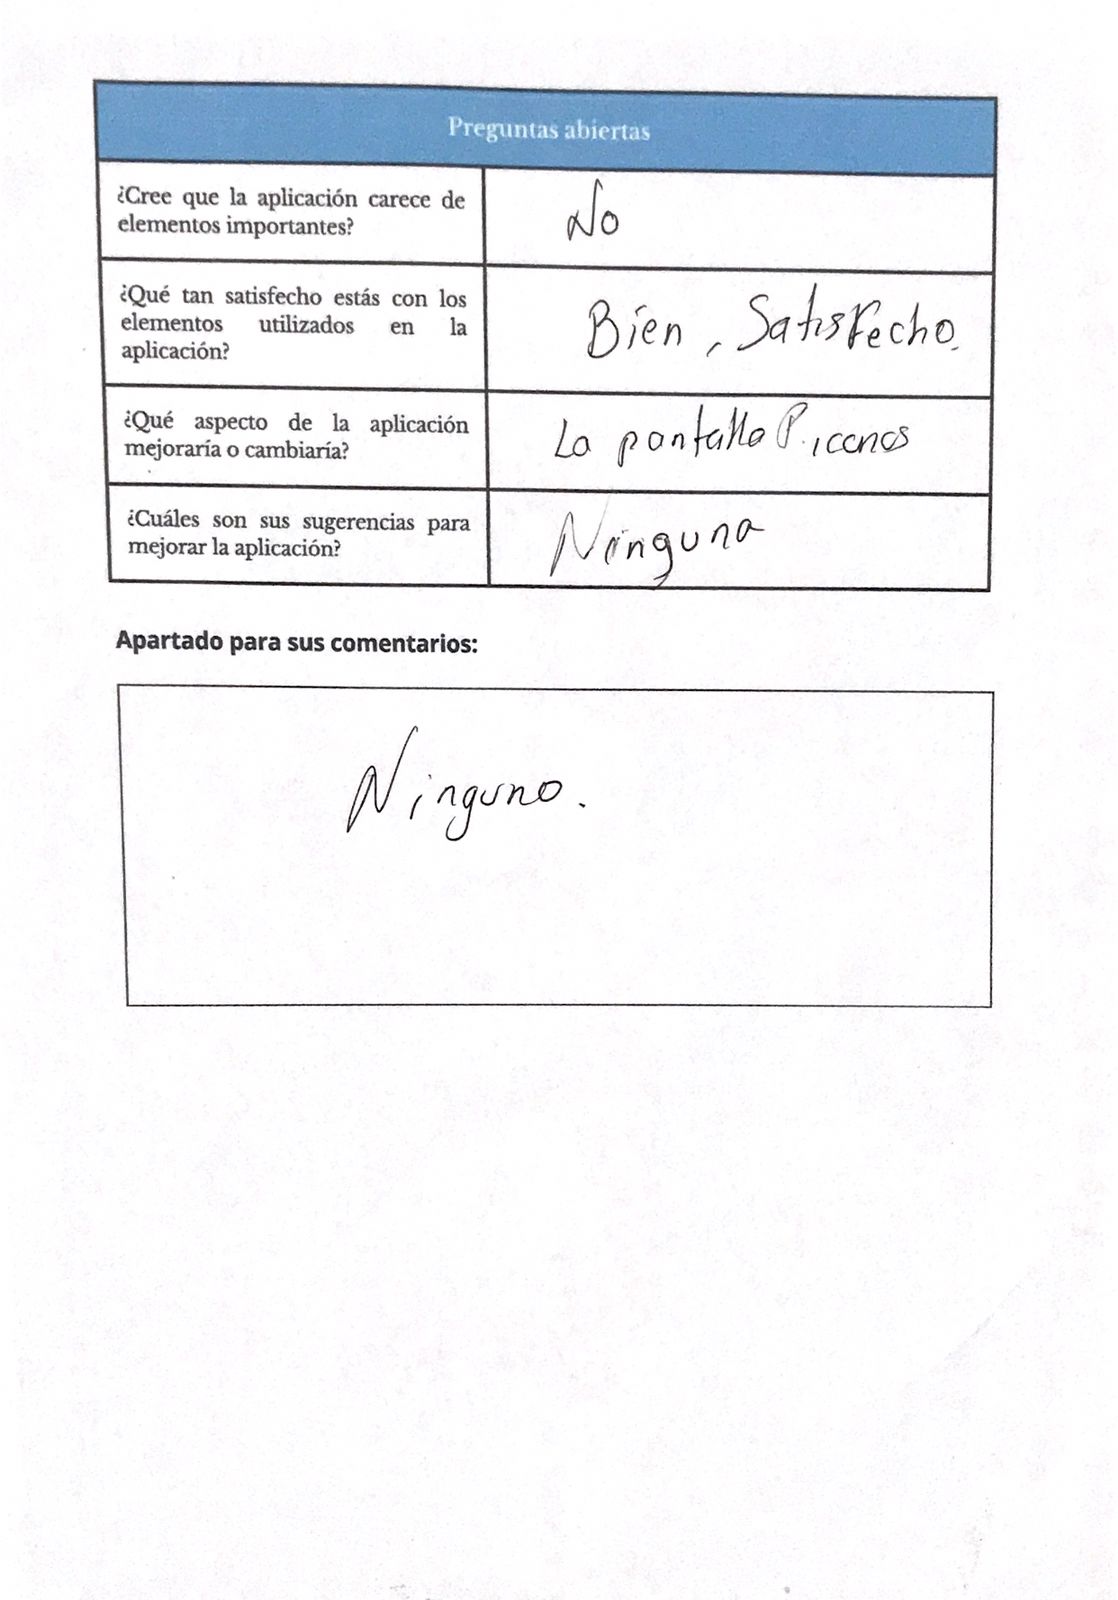 Preguntas abiertas
¿Cree que la aplicación carece de
elementos importantes?
No
¿Qué tan satisfecho estás con los
elementos utilizados en la
aplicación?
Bien, Satisfecho.
¿Qué aspecto de la aplicación
mejoraría o cambiaría?
La pantalla P. iconos
¿Cuáles son sus sugerencias para
mejorar la aplicación?
Ninguna
Apartado para sus comentarios:
Ninguno.